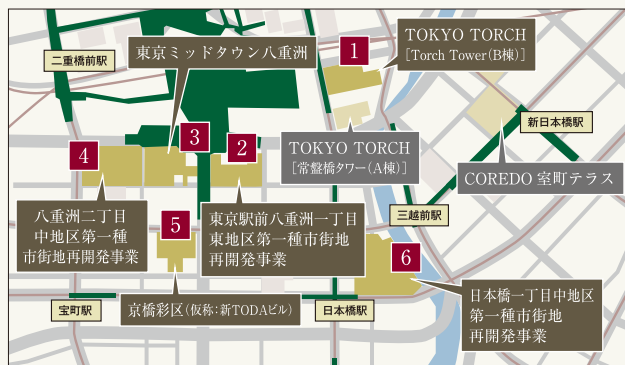 東京ミッドタウン八重洲
1
TOKYO TORCH
[Torch Tower(B棟)]
二重橋前駅
新日本橋駅
3
2
4
TOKYO TORCH
[常盤橋タワー(A棟)]
COREDO 室町テラス
八重洲二丁目
中地区第一種
市街地再開発事業
5
東京駅前八重洲一丁目
東地区第一種市街地
再開発事業
三越前駅
6
宝町駅
京橋彩区(仮称:新TODAビル)
日本橋駅
日本橋一丁目中地区
第一種市街地
再開発事業